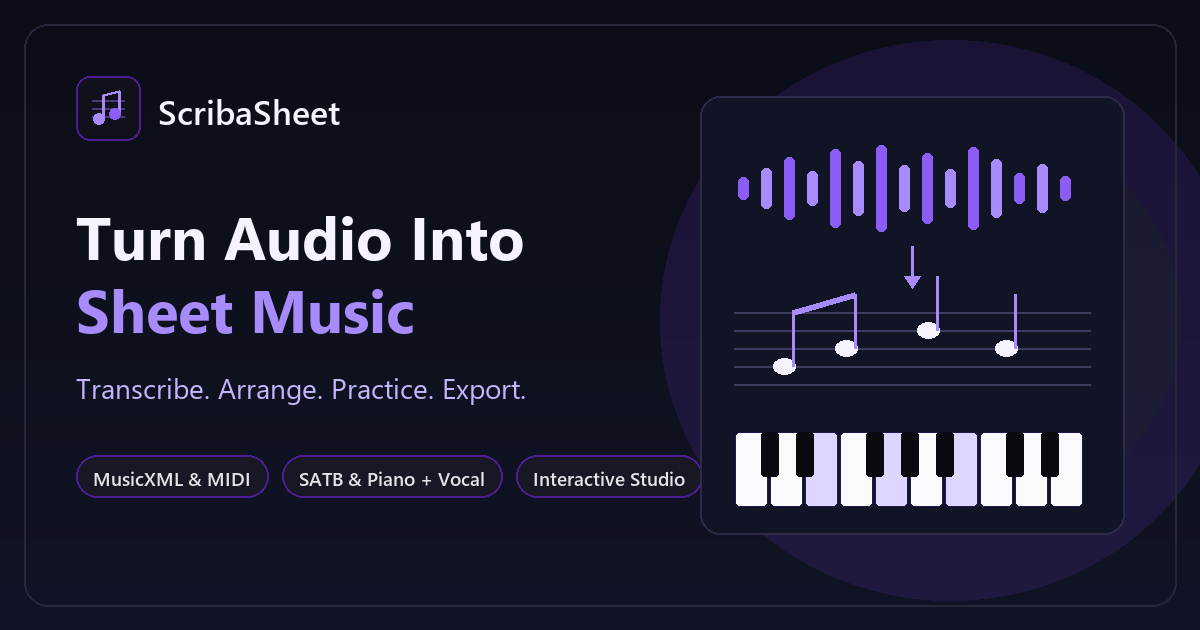 ScribaSheet
Turn Audio Into
Sheet Music
Transcribe. Arrange. Practice. Export.
MusicXML & MIDI
SATB & Piano + Vocal
Interactive Studio